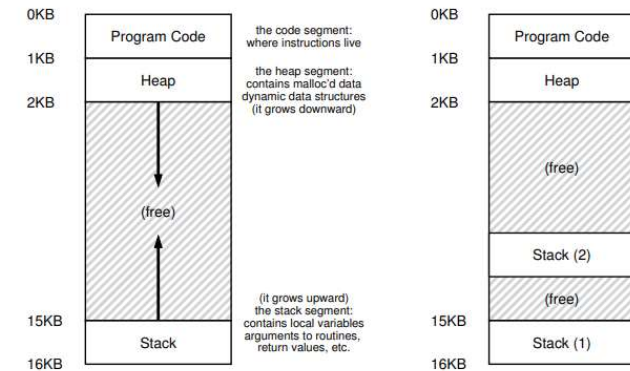 0KB
Program Code
the code segment:
where instructions live
1KB
Heap
the heap segment:
contains malloc'd data
dynamic data structures
(it grows downward)
2KB
(free)
(it grows upward)
the stack segment:
contains local variables
arguments to routines,
return values, etc.
15KB
Stack
16KB
0KB
Program Code
1KB
Heap
2KB
(free)
Stack (2)
(free)
15KB
Stack (1)
16KB